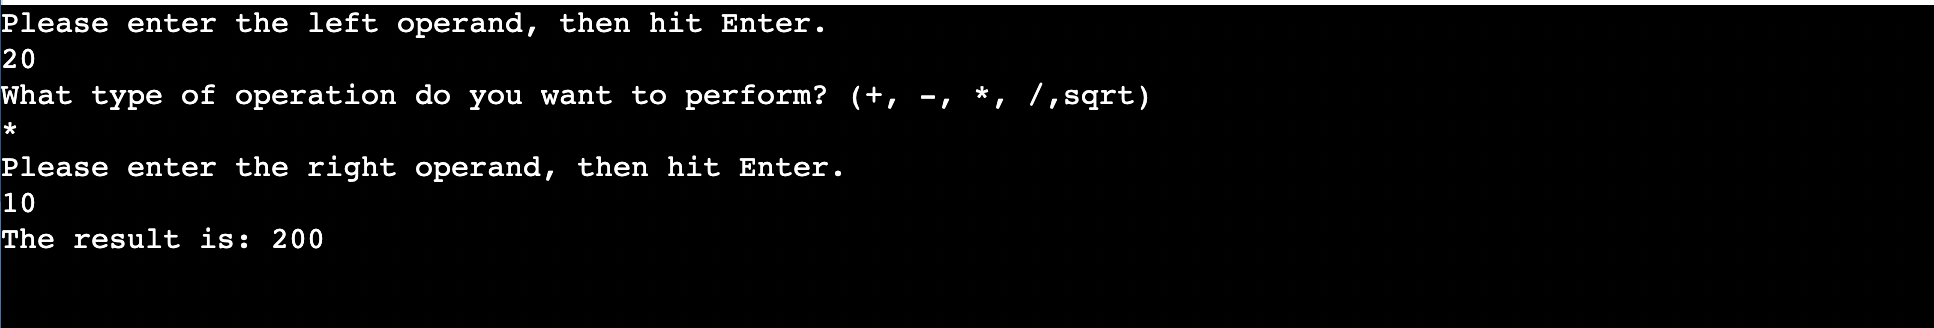 Please enter the left operand, then hit Enter.
20
What type of operation do you want to perform? (+, -, *, /,sqrt)
*
Please enter the right operand, then hit Enter.
10
The result is: 200